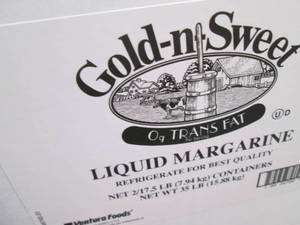 Gold-n-Sweet
0g TRANS FAT
U D
LIQUID MARGARINE
REFRIGERATE FOR BEST QUALITY
NET 2/17.5 LB (7.94 kg) CONTAINERS
NET WT 35 LB (15.88 kg)
Ventura Foods